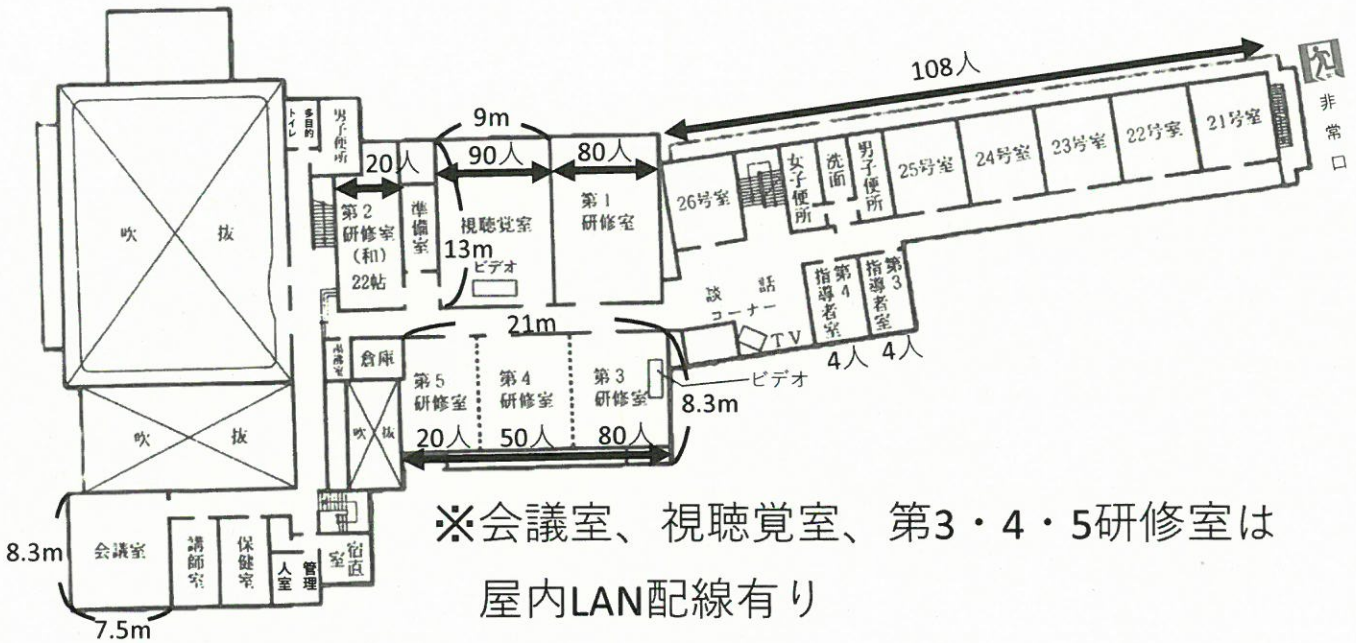 108人
非常口
9m
20人
90人
80人
多目的
トイレ
男子便所
21号室
22号室
23号室
24号室
25号室
男子便所
洗面
女子便所
26号室
吹　抜
第2
研修室
(和)
22帖
準備室
視聴覚室
ビデオ
13m
第1
研修室
談　話
コーナー
TV
第4
指導者室
第3
指導者室
4人
4人
21m
倉庫
第5
研修室
第4
研修室
第3
研修室
ビデオ
8.3m
20人
50人
80人
吹　抜
吹抜
8.3m
会議室
講師室
保健室
管理
人室
宿直
室
7.5m
※会議室、視聴覚室、第3・4・5研修室は
屋内LAN配線有り